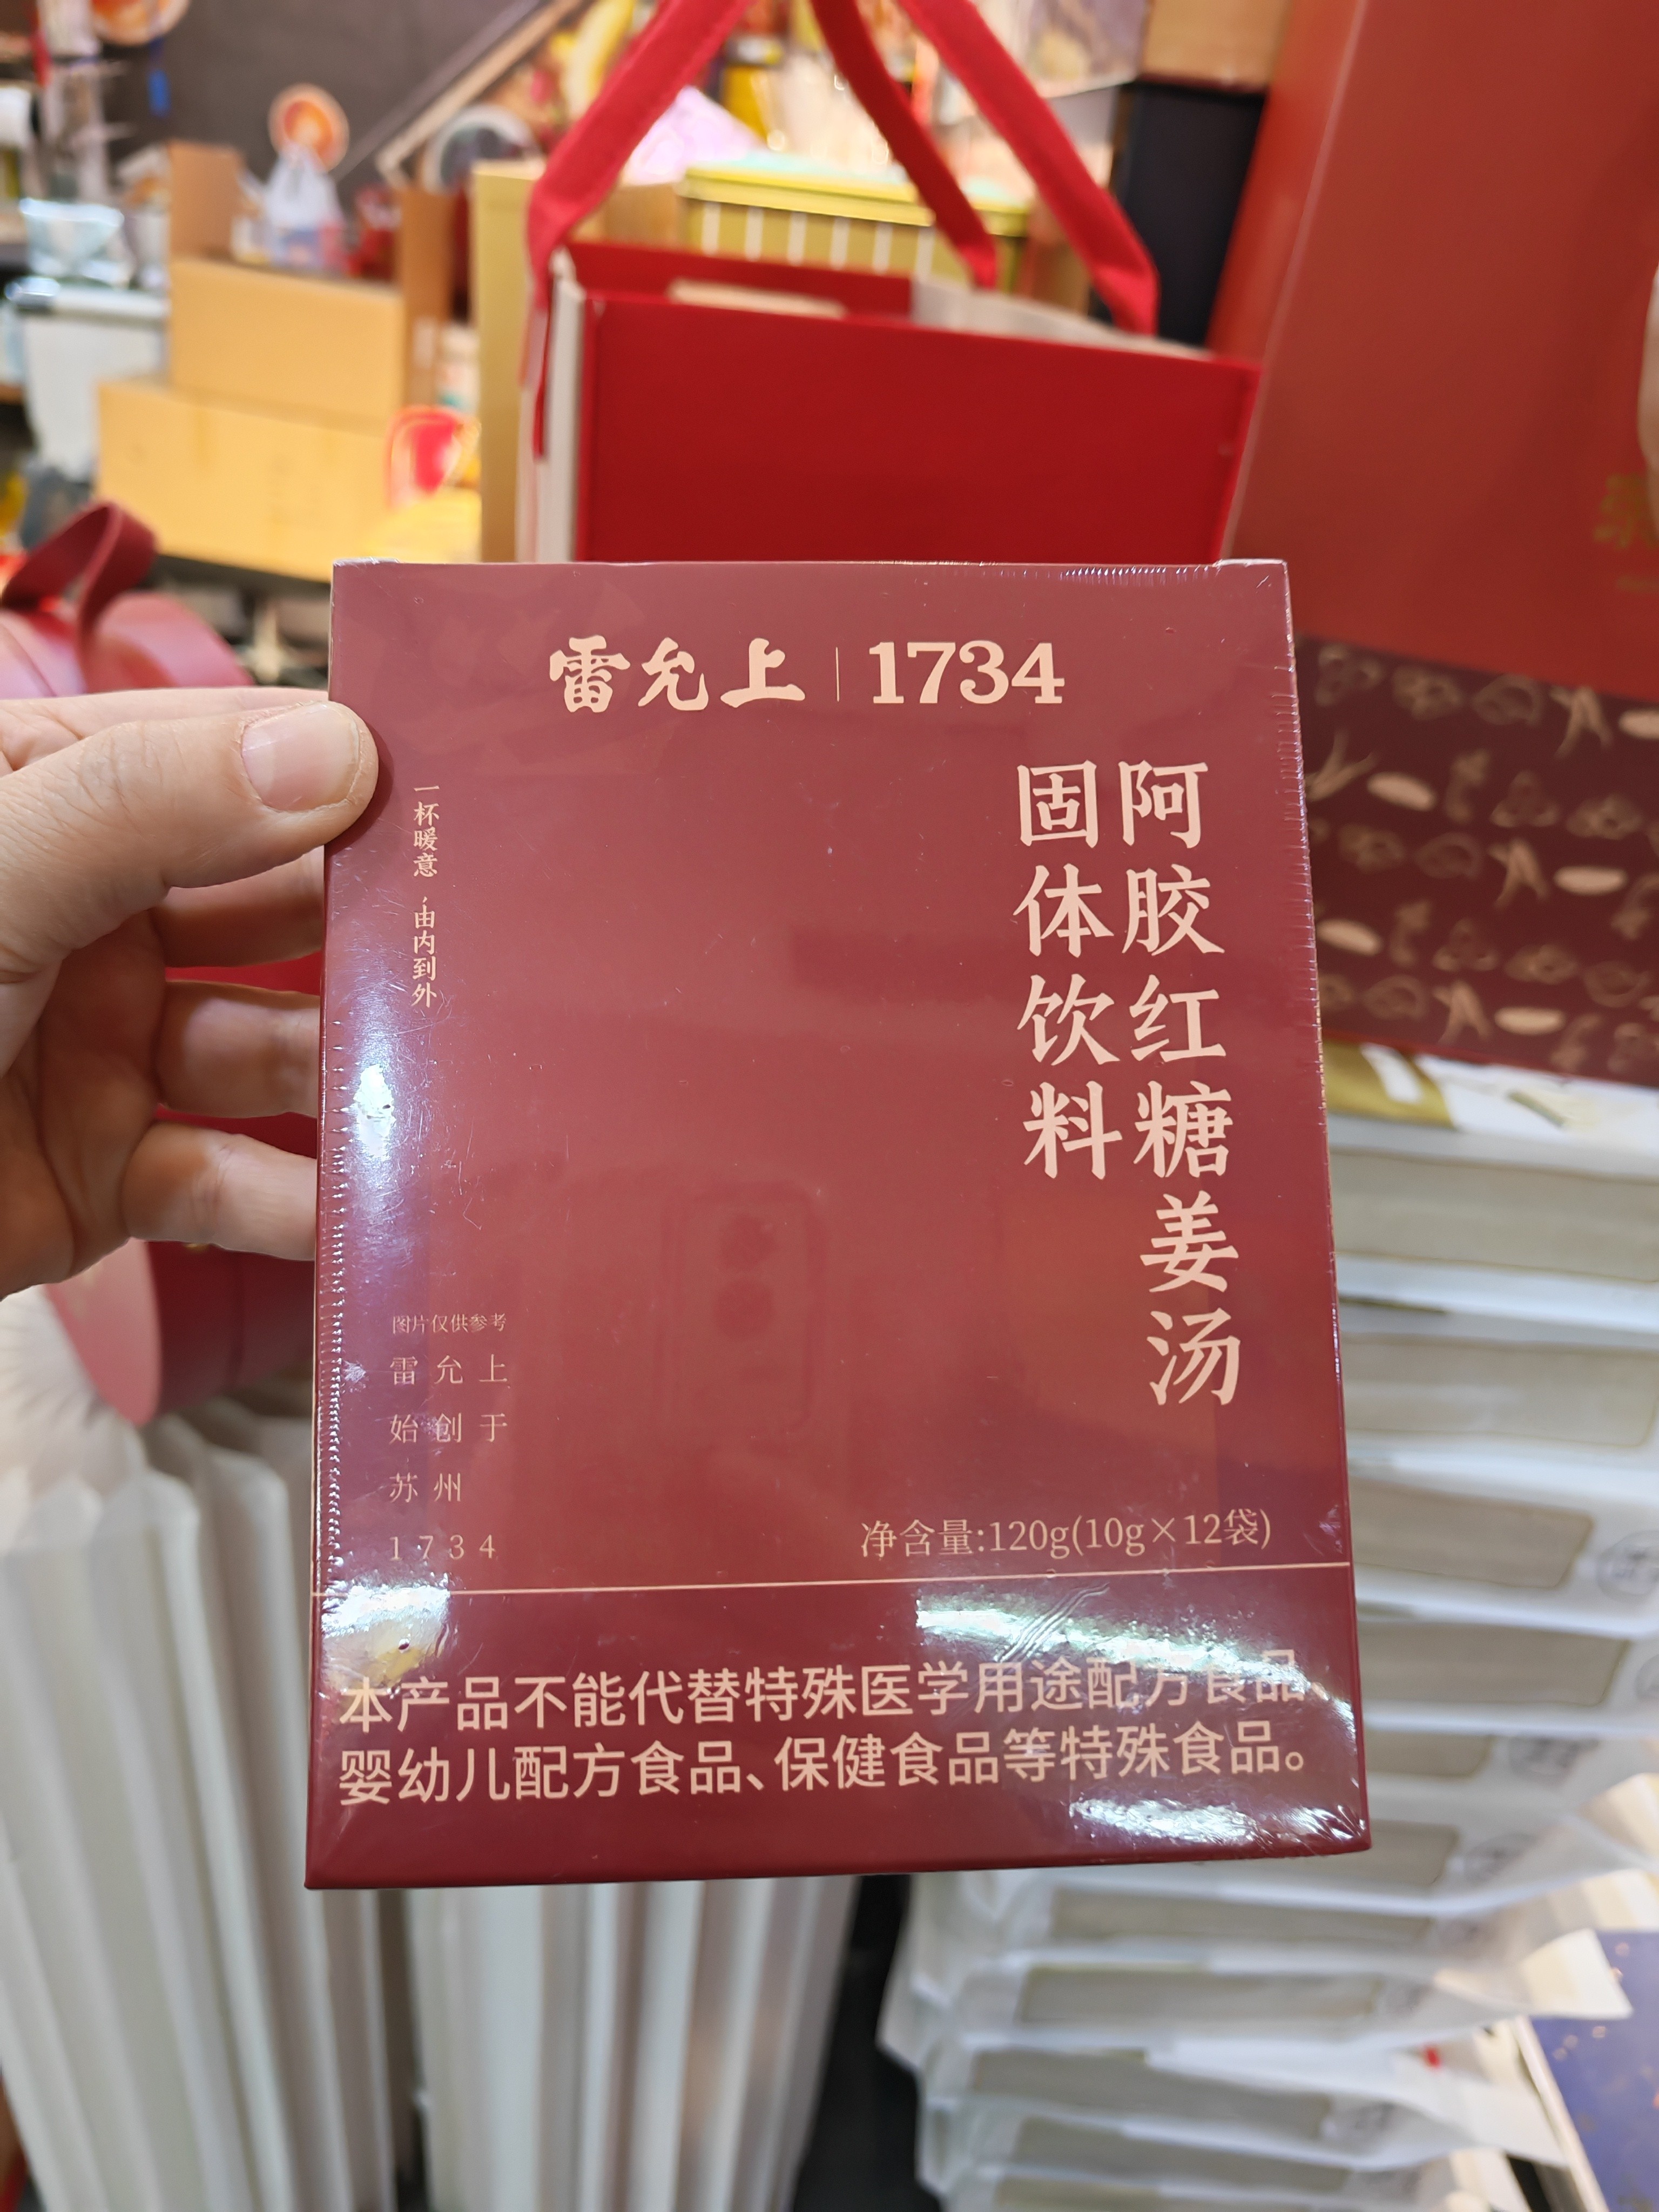 雷允上 | 1734
阿胶红糖姜汤
固体饮料
一杯暖意，由内到外
图片仅供参考
雷允上
始创于
苏州
1734
净含量:120g(10g×12袋)
本产品不能代替特殊医学用途配方食品
婴幼儿配方食品、保健食品等特殊食品。